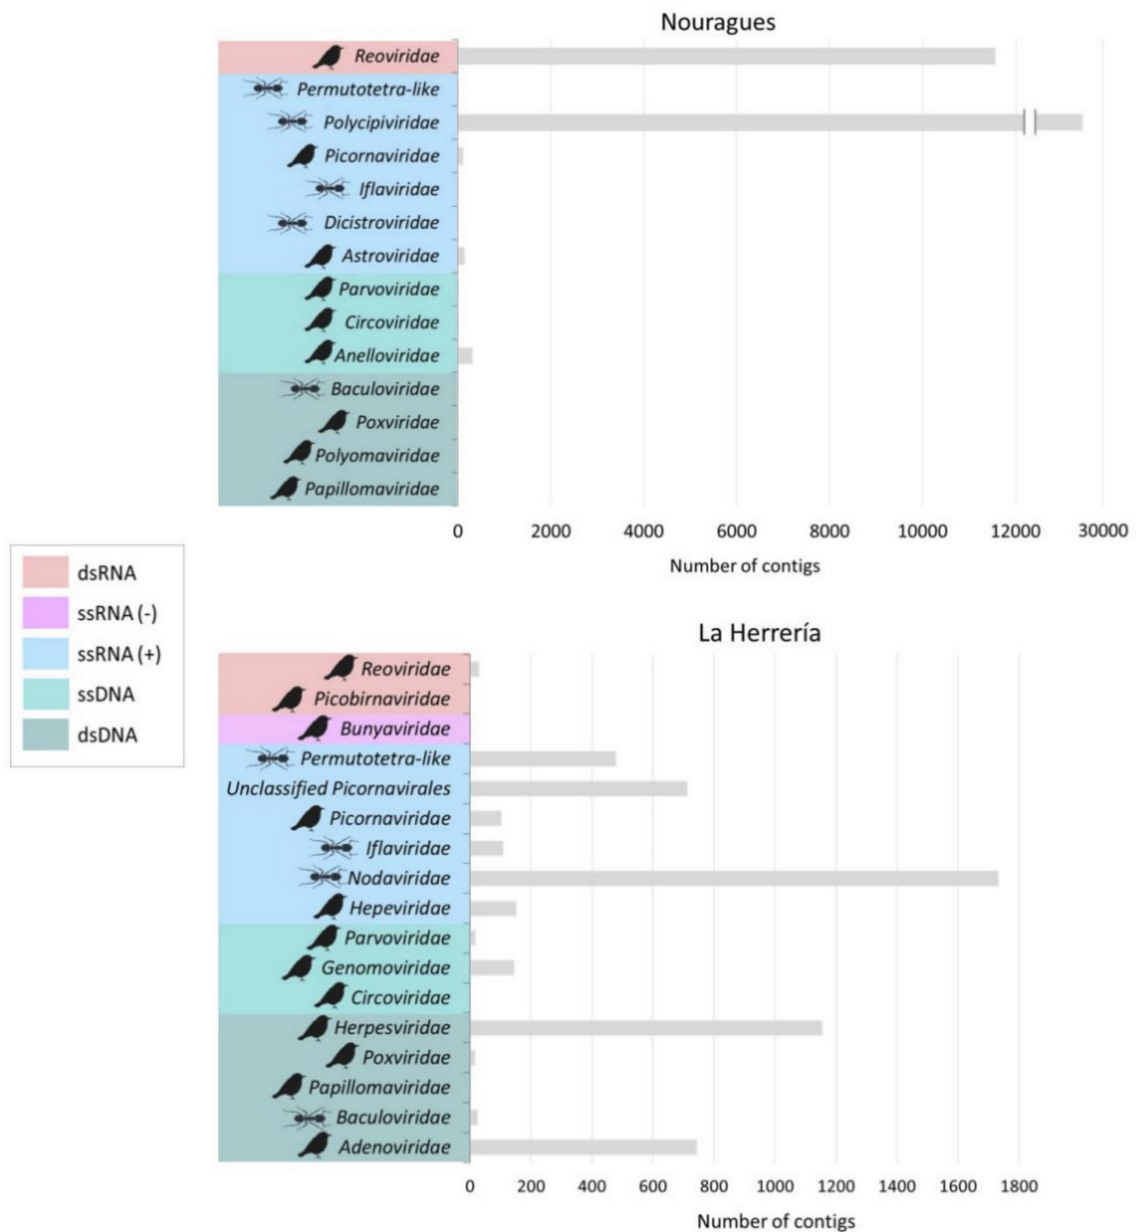 Nouragues
Reoviridae
Permutotetra-like
Polycipiviridae
Picornaviridae
Iflaviridae
Dicistroviridae
Astroviridae
Parvoviridae
Circoviridae
Anelloviridae
Baculoviridae
Poxviridae
Polyomaviridae
Papillomaviridae
0 2000 4000 6000 8000 10000 12000 30000
Number of contigs
dsRNA
ssRNA (-)
ssRNA (+)
ssDNA
dsDNA
La Herrería
Reoviridae
Picobirnaviridae
Bunyaviridae
Permutotetra-like
Unclassified Picornavirales
Picornaviridae
Iflaviridae
Nodaviridae
Hepeviridae
Parvoviridae
Genomoviridae
Circoviridae
Herpesviridae
Poxviridae
Papillomaviridae
Baculoviridae
Adenoviridae
0 200 400 600 800 1000 1200 1400 1600 1800
Number of contigs